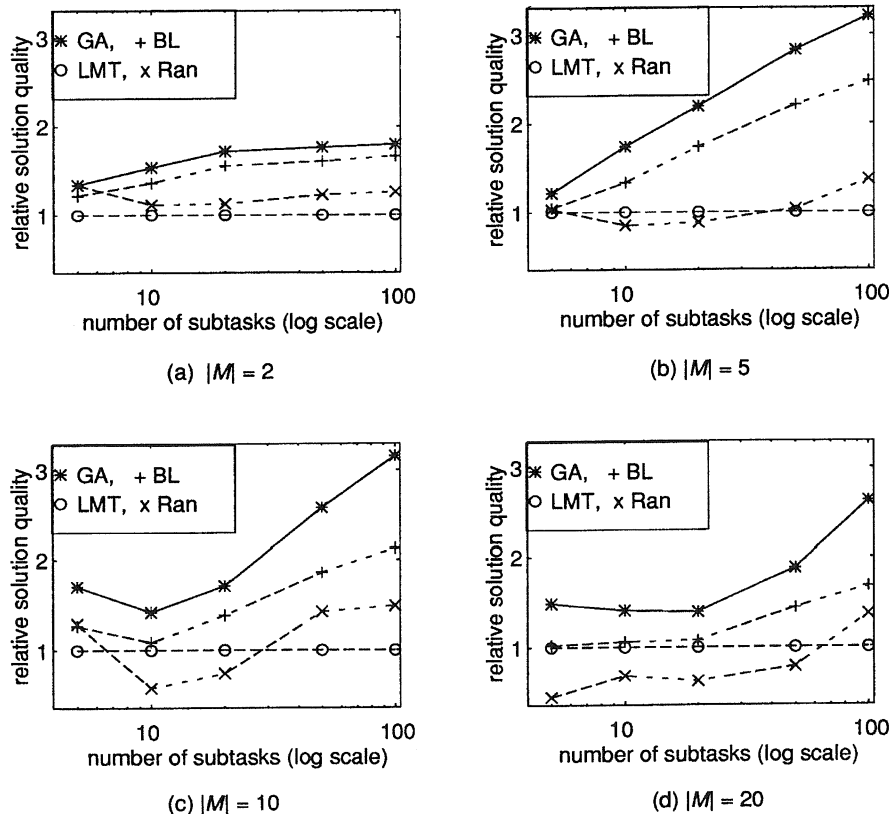 relative solution quality
3
2
1
✳ GA, + BL
○ LMT, x Ran
10 100
number of subtasks (log scale)
(a) |M| = 2
relative solution quality
3
2
1
✳ GA, + BL
○ LMT, x Ran
10 100
number of subtasks (log scale)
(b) |M| = 5
relative solution quality
3
2
1
✳ GA, + BL
○ LMT, x Ran
10 100
number of subtasks (log scale)
(c) |M| = 10
relative solution quality
3
2
1
✳ GA, + BL
○ LMT, x Ran
10 100
number of subtasks (log scale)
(d) |M| = 20